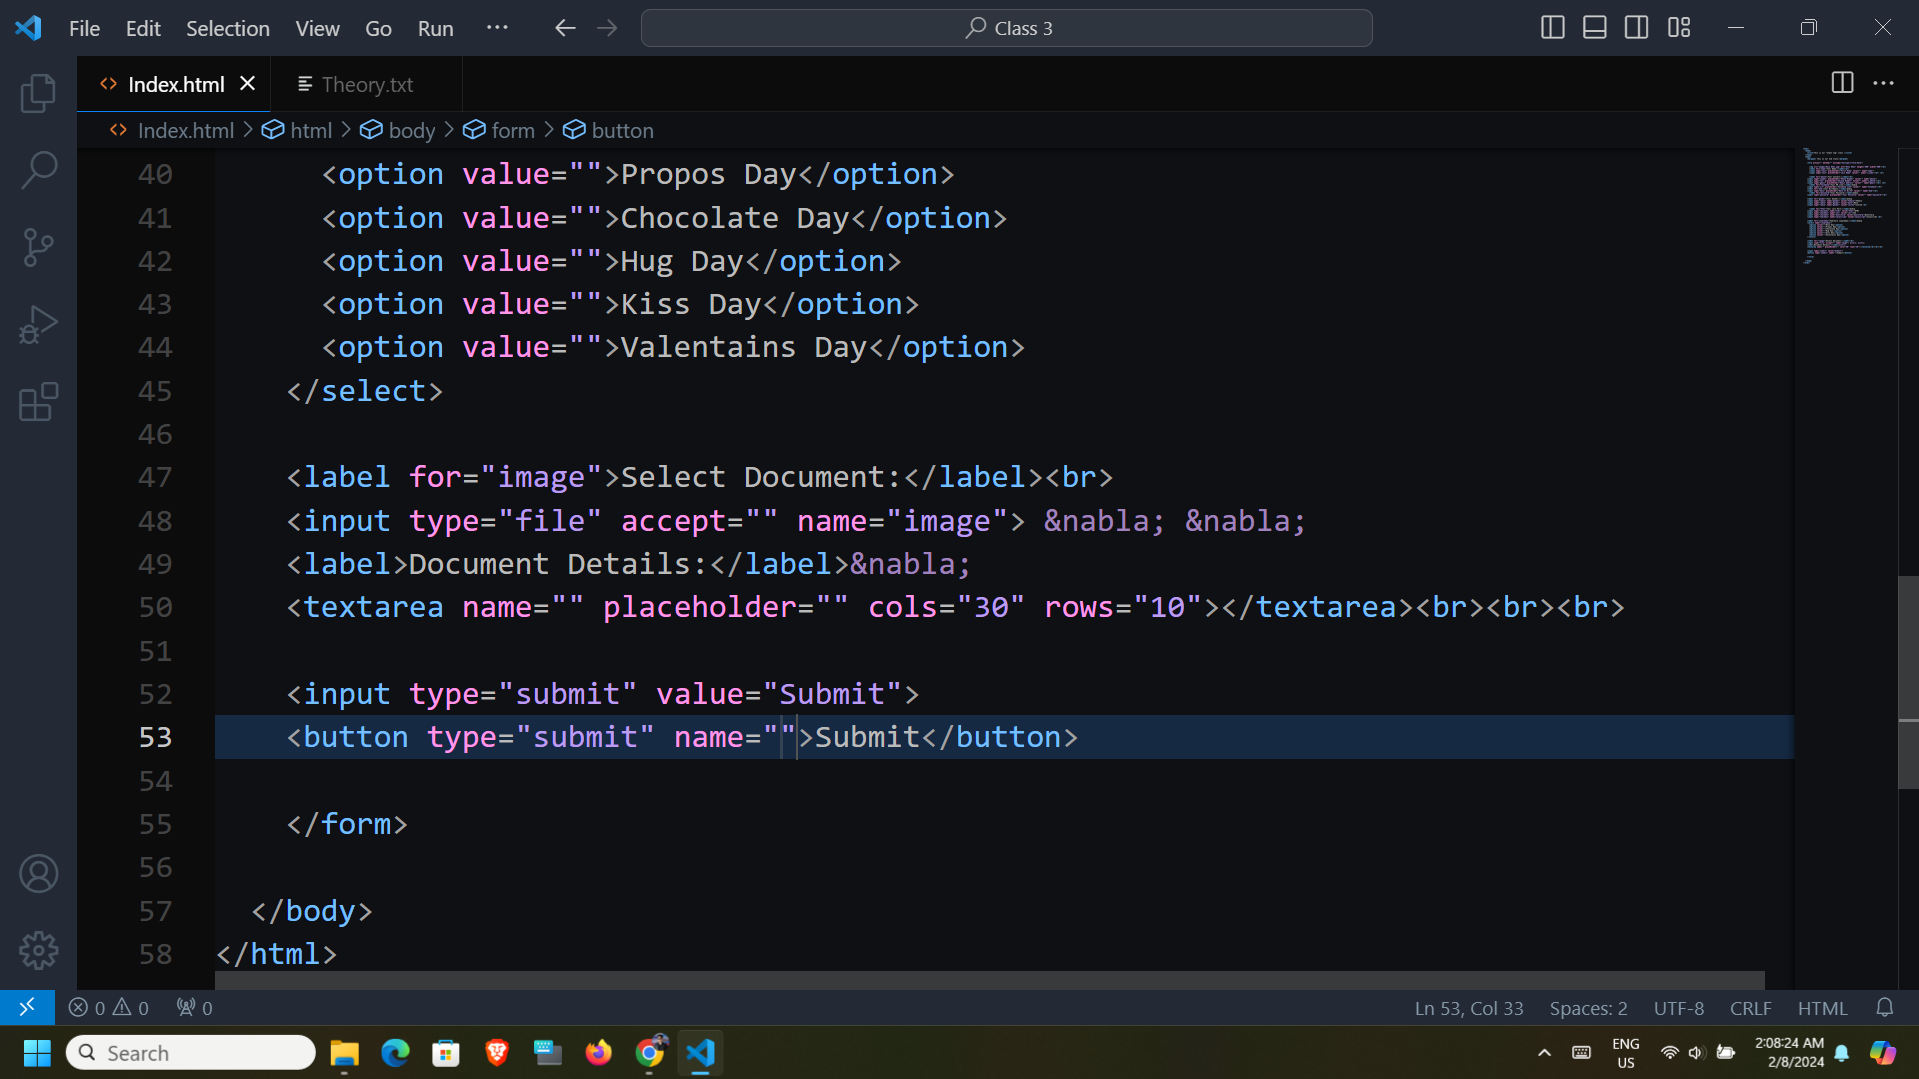 File Edit Selection View Go Run ··· Class 3
Index.html Theory.txt
Index.html > html > body > form > button
40 <option value="">Propos Day</option>
41 <option value="">Chocolate Day</option>
42 <option value="">Hug Day</option>
43 <option value="">Kiss Day</option>
44 <option value="">Valentains Day</option>
45 </select>
46
47 <label for="image">Select Document:</label><br>
48 <input type="file" accept="" name="image"> &nabla; &nabla;
49 <label>Document Details:</label>&nabla;
50 <textarea name="" placeholder="" cols="30" rows="10"></textarea><br><br><br>
51
52 <input type="submit" value="Submit">
53 <button type="submit" name="">Submit</button>
54
55 </form>
56
57 </body>
58 </html>
0 0 0 Ln 53, Col 33 Spaces: 2 UTF-8 CRLF HTML
Search ENG US 2:08:24 AM 2/8/2024